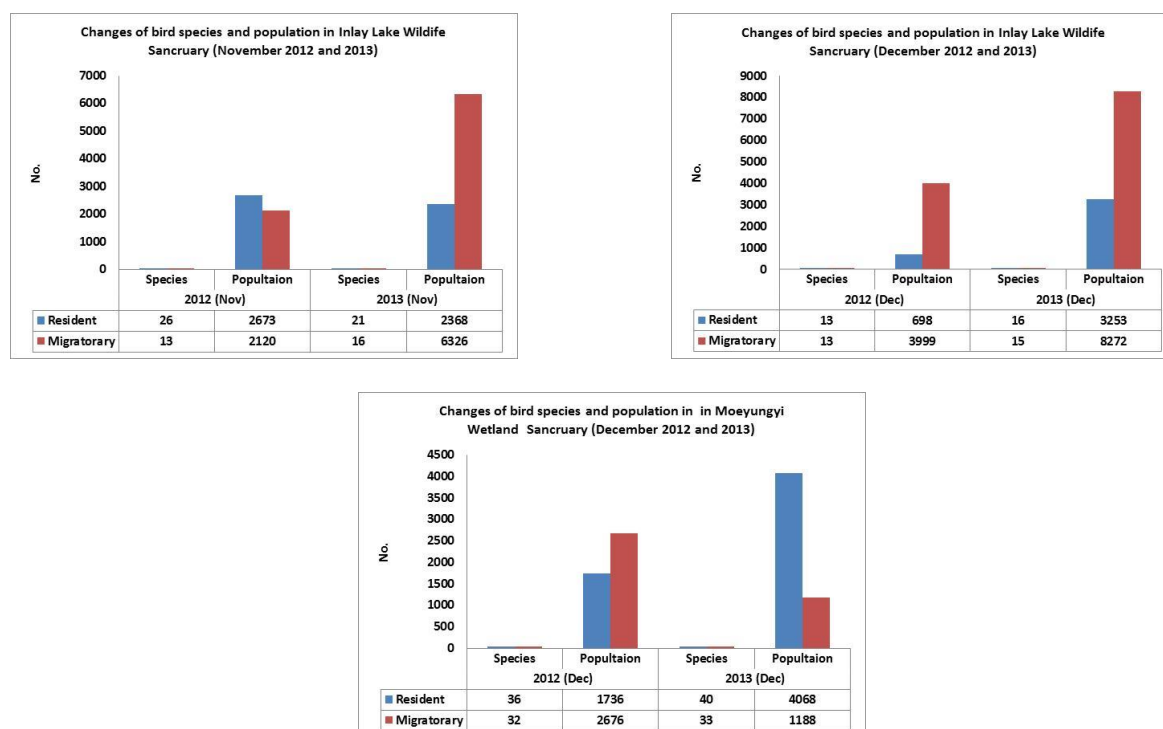 Changes of bird species and population in Inlay Lake Wildife
Sancruary (November 2012 and 2013)
7000
6000
5000
4000
3000
2000
1000
0
No.
Species Popultaion Species Popultaion
2012 (Nov) 2013 (Nov)
Resident 26 2673 21 2368
Migratorary 13 2120 16 6326
Changes of bird species and population in Inlay Lake Wildife
Sancruary (December 2012 and 2013)
9000
8000
7000
6000
5000
4000
3000
2000
1000
0
No.
Species Popultaion Species Popultaion
2012 (Dec) 2013 (Dec)
Resident 13 698 16 3253
Migratorary 13 3999 15 8272
Changes of bird species and population in in Moeyungyi
Wetland Sancruary (December 2012 and 2013)
4500
4000
3500
3000
2500
2000
1500
1000
500
0
No.
Species Popultaion Species Popultaion
2012 (Dec) 2013 (Dec)
Resident 36 1736 40 4068
Migratorary 32 2676 33 1188